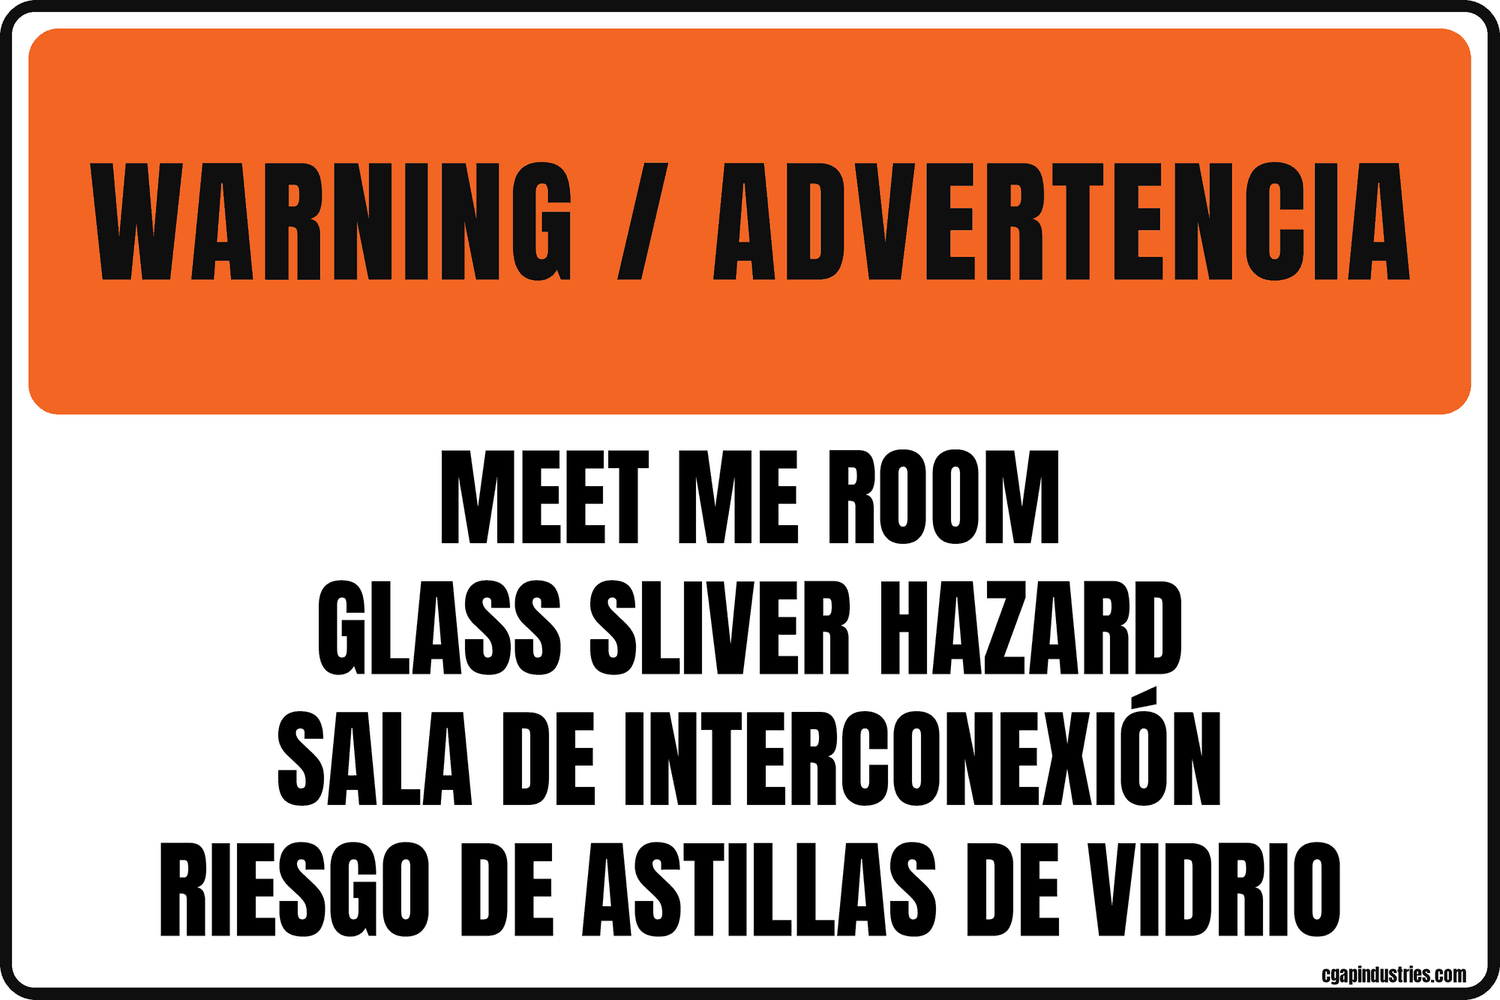 WARNING / ADVERTENCIA
MEET ME ROOM
GLASS SLIVER HAZARD
SALA DE INTERCONEXIÓN
RIESGO DE ASTILLAS DE VIDRIO
cgapindustries.com